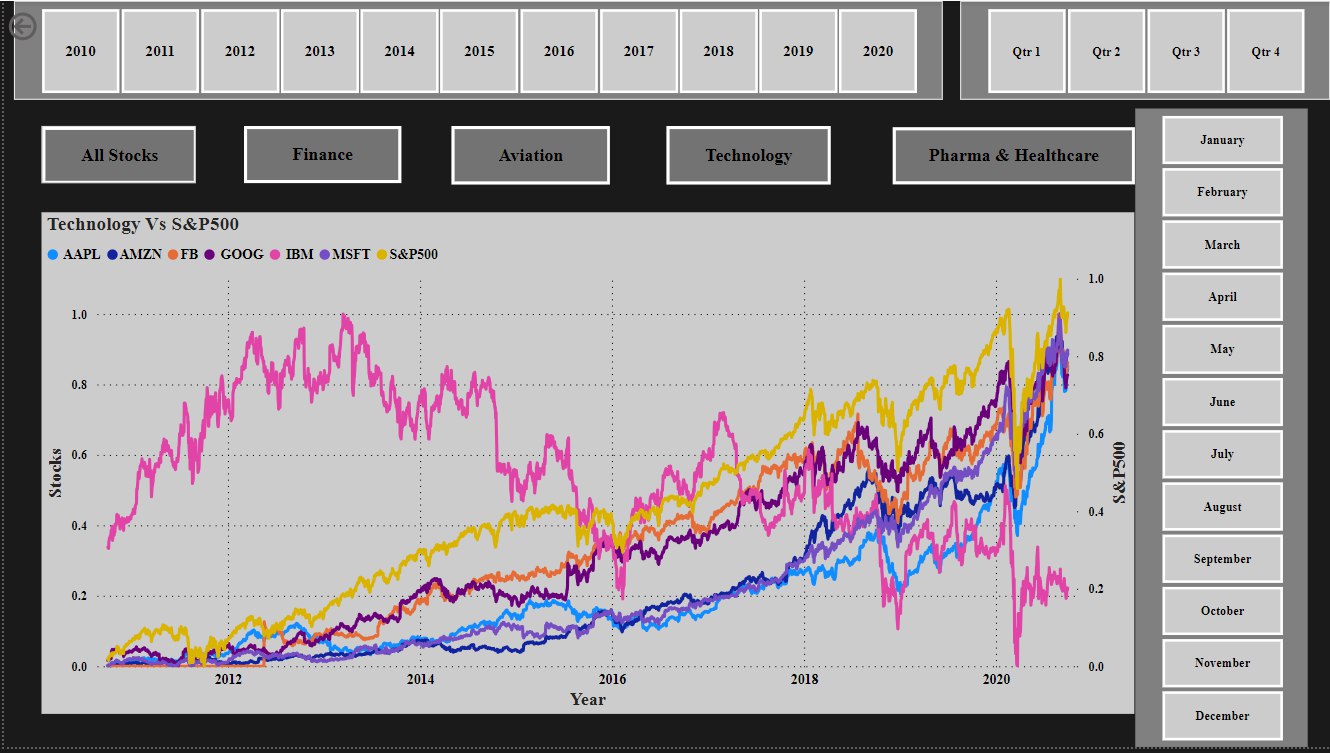 2010 2011 2012 2013 2014 2015 2016 2017 2018 2019 2020
Qtr 1 Qtr 2 Qtr 3 Qtr 4
All Stocks Finance Aviation Technology Pharma & Healthcare
January
February
March
April
May
June
July
August
September
October
November
December
Technology Vs S&P500
AAPL AMZN FB GOOG IBM MSFT S&P500
Stocks
1.0
0.8
0.6
0.4
0.2
0.0
S&P500
1.0
0.8
0.6
0.4
0.2
0.0
2012 2014 2016 2018 2020
Year